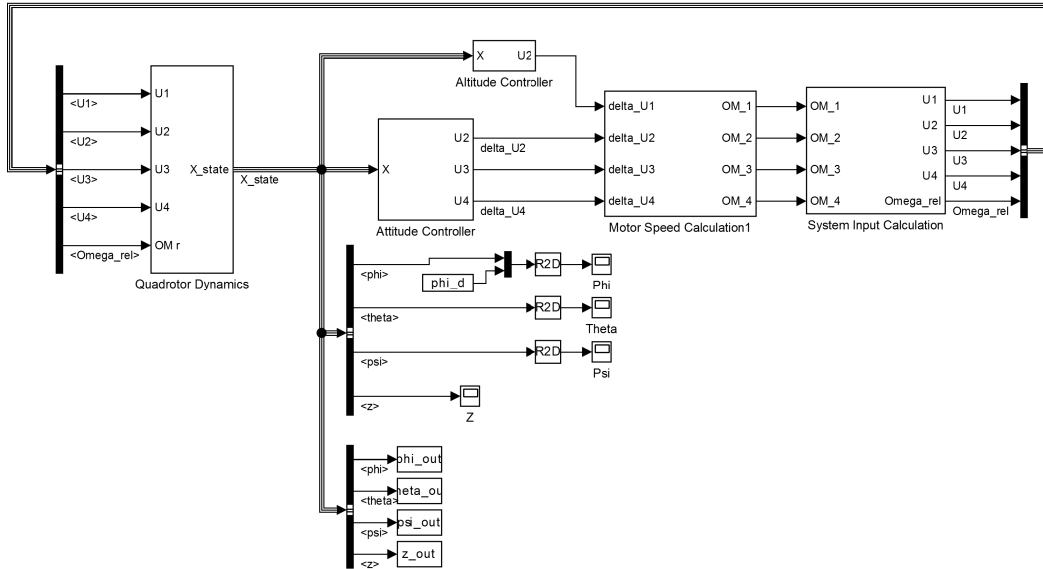 X
U2
Altitude Controller
<U1>
<U2>
<U3>
<U4>
<Omega_rel>
U1
U2
U3
U4
OM r
X_state
Quadrotor Dynamics
X_state
X
U2
U3
U4
Attitude Controller
delta_U2
delta_U4
delta_U1
delta_U2
delta_U3
delta_U4
OM_1
OM_2
OM_3
OM_4
Motor Speed Calculation1
OM_1
OM_2
OM_3
OM_4
U1
U2
U3
U4
Omega_rel
System Input Calculation
U1
U2
U3
U4
Omega_rel
<phi>
phi_d
R2D
Phi
<theta>
R2D
Theta
<psi>
R2D
Psi
<z>
Z
<phi>
phi_out
<theta>
heta_ou
<psi>
psi_out
<z>
z_out